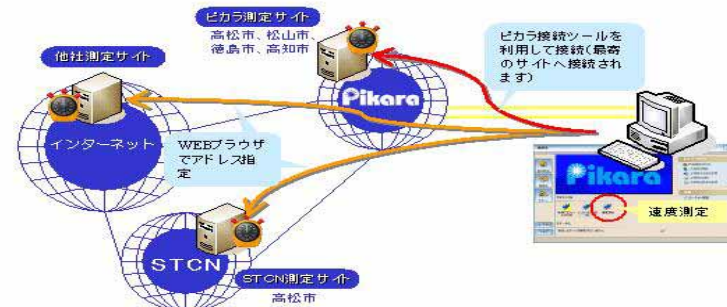 ピカラ測定サイト
高松市、松山市、
徳島市、高知市
他社測定サイト
ピカラ接続ツールを
利用して接続(最寄
のサイトへ接続され
ます)
Pikara
インターネット
WEBブラウザ
でアドレス指
定
Pikara
速度測定
STCN
STCN測定サイト
高松市